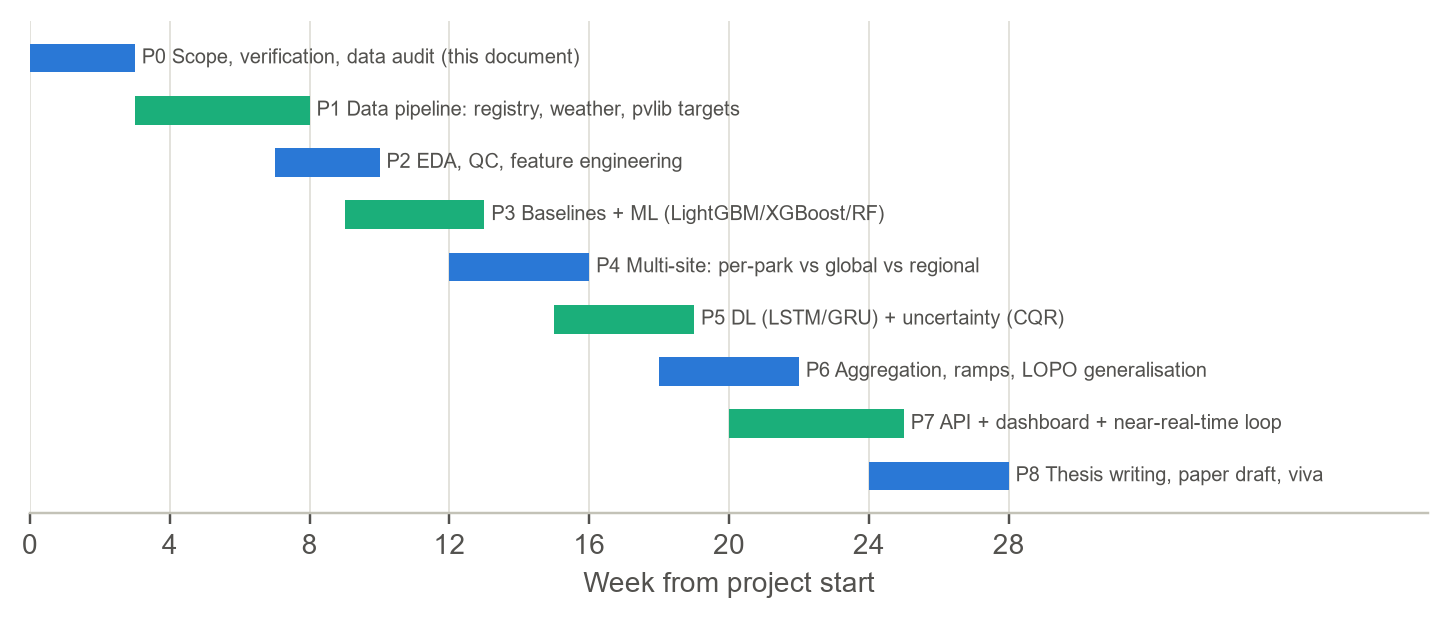 P0 Scope, verification, data audit (this document)
P1 Data pipeline: registry, weather, pvlib targets
P2 EDA, QC, feature engineering
P3 Baselines + ML (LightGBM/XGBoost/RF)
P4 Multi-site: per-park vs global vs regional
P5 DL (LSTM/GRU) + uncertainty (CQR)
P6 Aggregation, ramps, LOPO generalisation
P7 API + dashboard + near-real-time loop
P8 Thesis writing, paper draft, viva
0 4 8 12 16 20 24 28
Week from project start